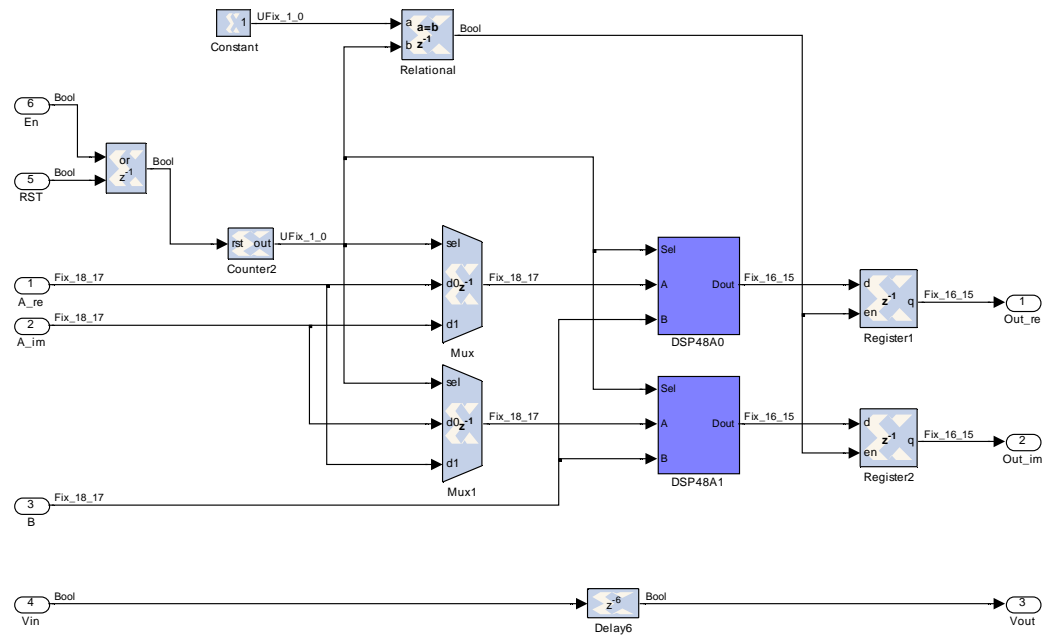 1
UFix_1_0
Constant
a
b
a=b
z-1
Bool
Relational
6
Bool
En
or
z-1
Bool
5
Bool
RST
rst
out
UFix_1_0
Counter2
1
Fix_18_17
A_re
2
Fix_18_17
A_im
sel
d0
z-1
d1
Fix_18_17
Mux
sel
d0
z-1
d1
Fix_18_17
Mux1
Sel
A
B
Dout
Fix_16_15
DSP48A0
Sel
A
B
Dout
Fix_16_15
DSP48A1
d
en
z-1
q
Fix_16_15
Register1
1
Out_re
d
en
z-1
q
Fix_16_15
Register2
2
Out_im
3
Fix_18_17
B
4
Bool
Vin
z-6
Bool
Delay6
3
Vout